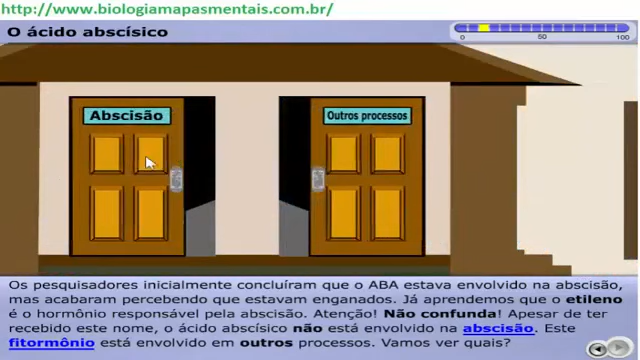 http://www.biologiamapasmentais.com.br/
O ácido abscísico
0 50 100
Abscisão
Outros processos
Os pesquisadores inicialmente concluíram que o ABA estava envolvido na abscisão,
mas acabaram percebendo que estavam enganados. Já aprendemos que o etileno
é o hormônio responsável pela abscisão. Atenção! Não confunda! Apesar de ter
recebido este nome, o ácido abscísico não está envolvido na abscisão. Este
fitormônio está envolvido em outros processos. Vamos ver quais?